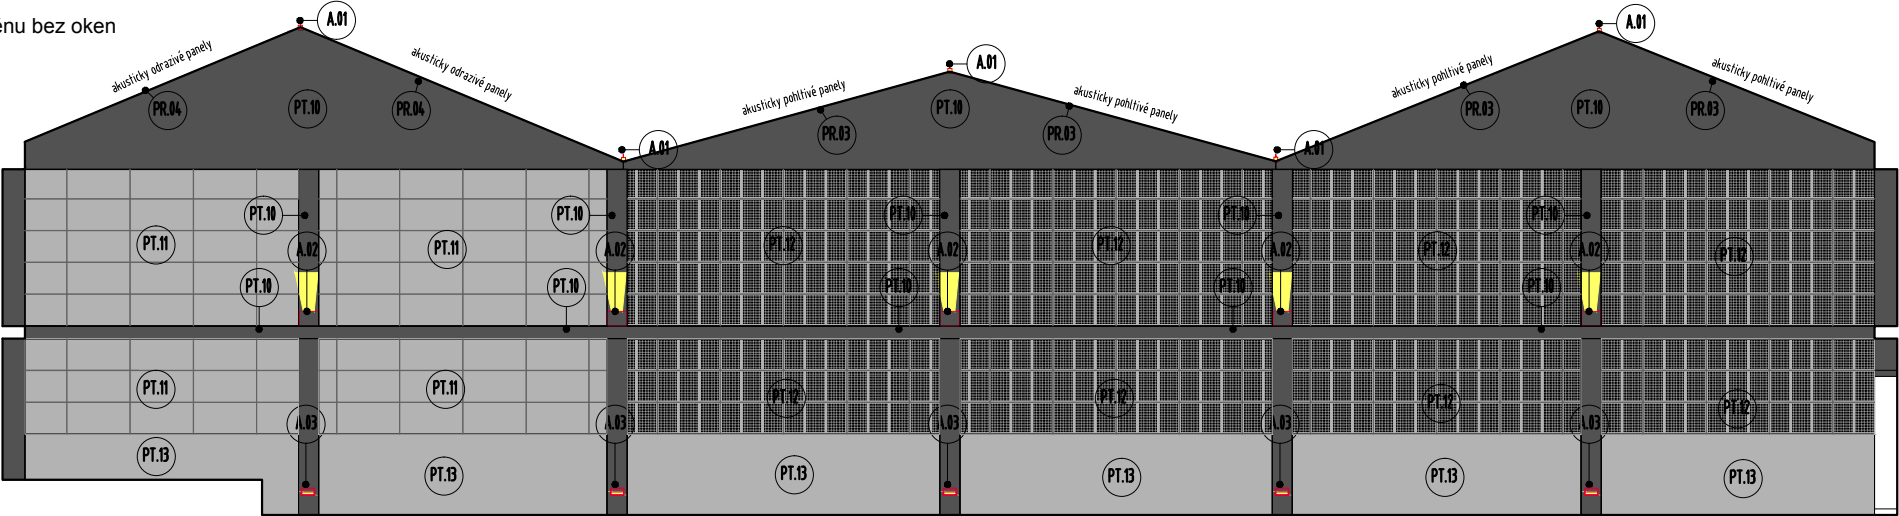 ěnu bez oken
A.01
A.01
A.01
akusticky odrazivé panely
akusticky odrazivé panely
akusticky pohltivé panely
akusticky pohltivé panely
akusticky pohltivé panely
akusticky pohltivé panely
PR.04
PT.10
PR.04
PR.03
PT.10
PR.03
PR.03
PT.10
PR.03
A.01
A.01
PT.10
PT.10
PT.10
PT.10
PT.10
PT.11
A.02
PT.11
A.02
PT.12
A.02
PT.12
A.02
PT.12
A.02
PT.12
PT.10
PT.10
PT.10
PT.10
PT.10
PT.11
PT.11
PT.12
PT.12
PT.12
PT.12
A.03
A.03
A.03
A.03
A.03
PT.13
PT.13
PT.13
PT.13
PT.13
PT.13